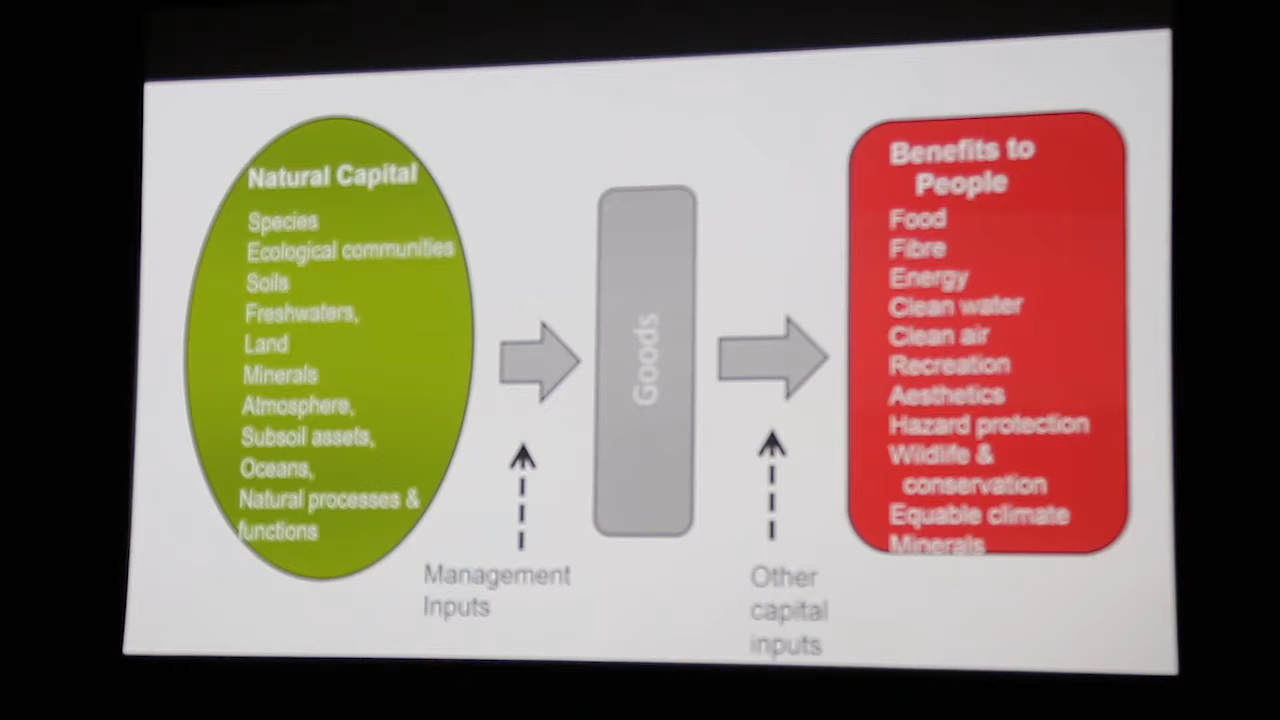 Natural Capital
Species
Ecological communities
Soils
Freshwaters,
Land
Minerals
Atmosphere,
Subsoil assets,
Oceans,
Natural processes &
functions
Management
Inputs
Goods
Other
capital
inputs
Benefits to
People
Food
Fibre
Energy
Clean water
Clean air
Recreation
Aesthetics
Hazard protection
Wildlife &
conservation
Equable climate
Minerals